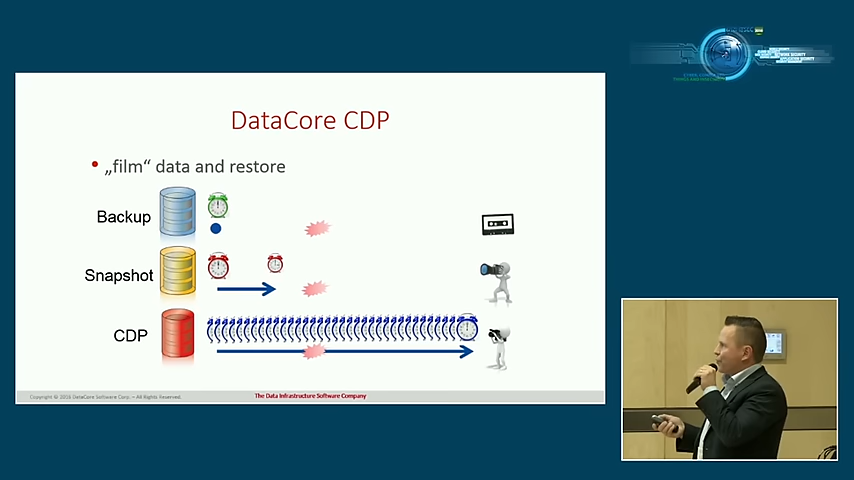 DataCore CDP
• „film“ data and restore
Backup
Snapshot
CDP
Copyright © 2016 DataCore Software Corp. – All Rights Reserved.
The Data Infrastructure Software Company